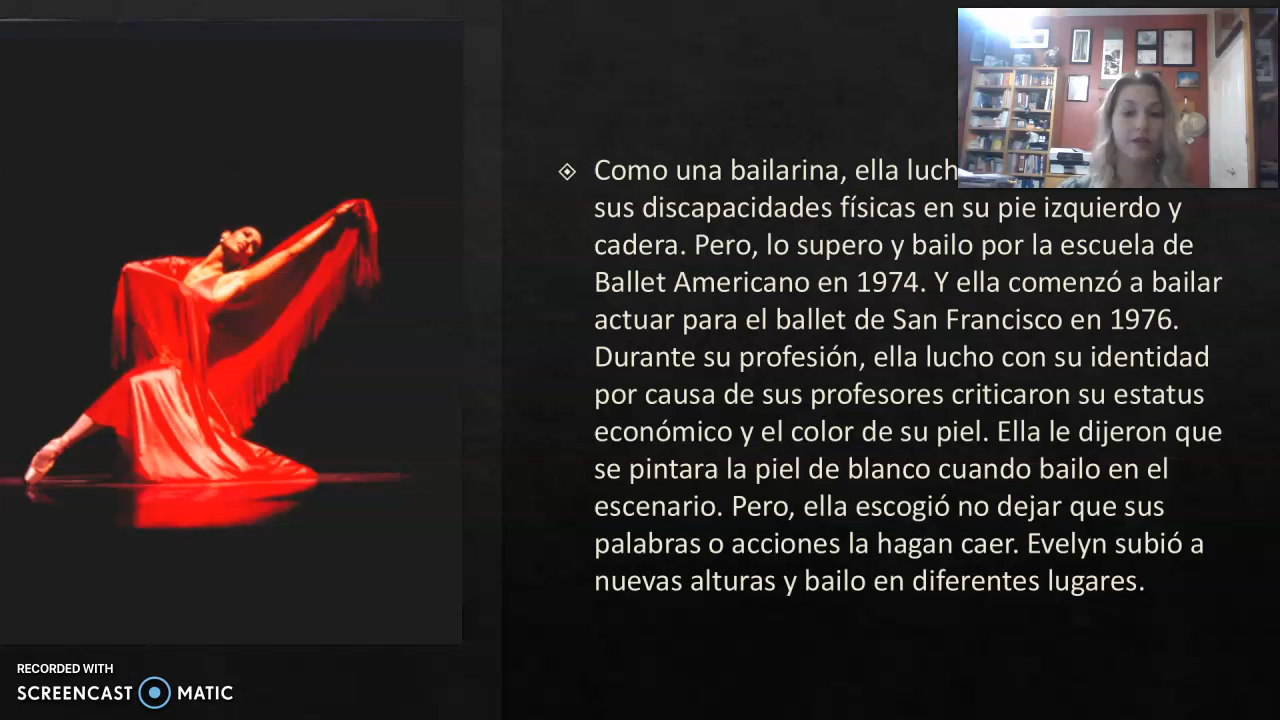 Como una bailarina, ella
sus discapacidades físicas en su pie izquierdo y
cadera. Pero, lo supero y bailo por la escuela de
Ballet Americano en 1974. Y ella comenzó a bailar
actuar para el ballet de San Francisco en 1976.
Durante su profesión, ella lucho con su identidad
por causa de sus profesores criticaron su estatus
económico y el color de su piel. Ella le dijeron que
se pintara la piel de blanco cuando bailo en el
escenario. Pero, ella escogió no dejar que sus
palabras o acciones la hagan caer. Evelyn subió a
nuevas alturas y bailo en diferentes lugares.
RECORDED WITH
SCREENCAST MATIC